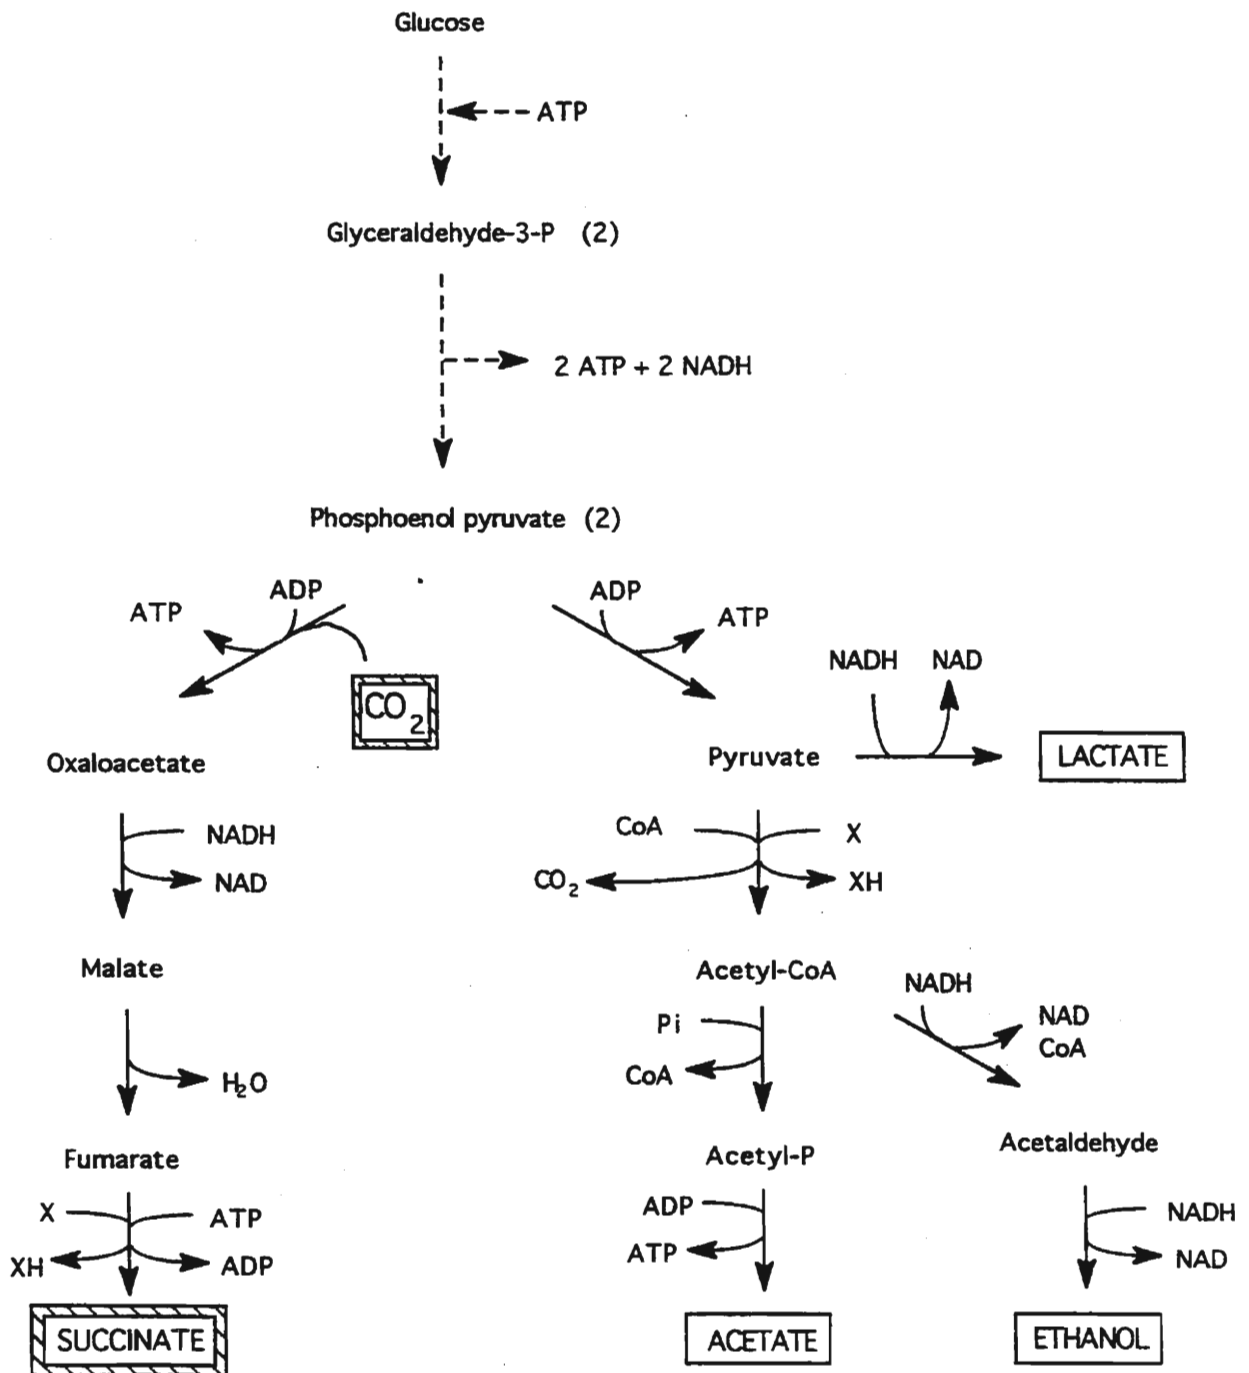 Glucose
ATP
Glyceraldehyde-3-P (2)
2 ATP + 2 NADH
Phosphoenol pyruvate (2)
ATP
ADP
CO2
ADP
ATP
NADH
NAD
Oxaloacetate
Pyruvate
LACTATE
NADH
NAD
CoA
X
CO2
XH
Malate
Acetyl-CoA
NADH
NAD
CoA
H2O
Pi
CoA
Fumarate
Acetyl-P
Acetaldehyde
X
ATP
XH
ADP
ADP
ATP
NADH
NAD
SUCCINATE
ACETATE
ETHANOL